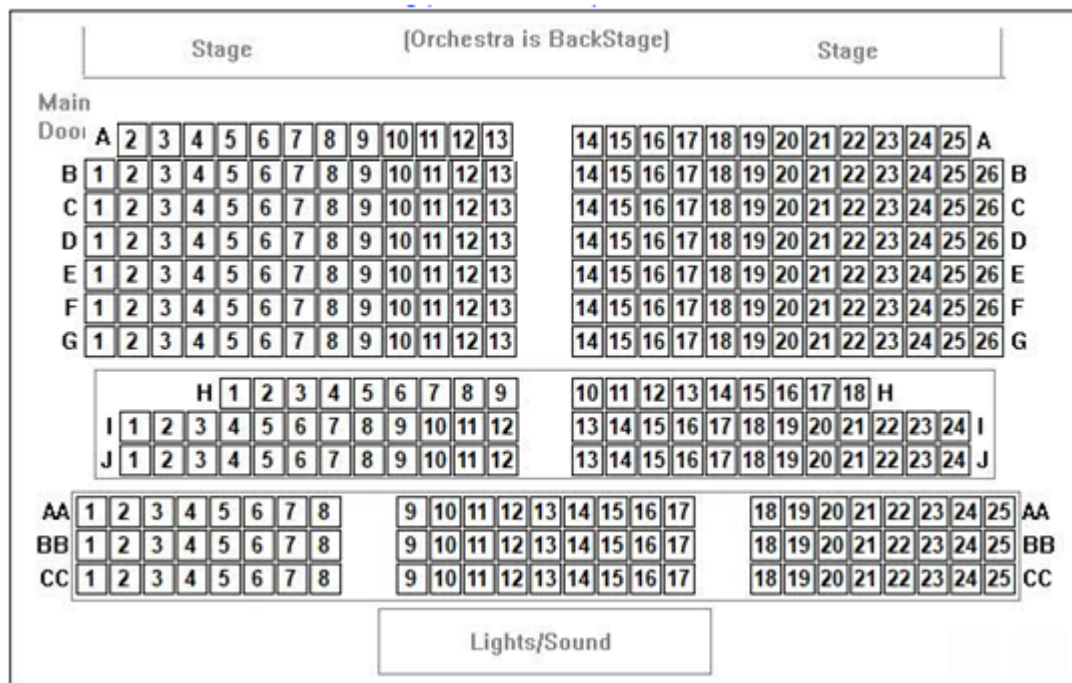 (Orchestra is BackStage)
Stage Stage
Main
Door
A 2 3 4 5 6 7 8 9 10 11 12 13 14 15 16 17 18 19 20 21 22 23 24 25 A
B 1 2 3 4 5 6 7 8 9 10 11 12 13 14 15 16 17 18 19 20 21 22 23 24 25 26 B
C 1 2 3 4 5 6 7 8 9 10 11 12 13 14 15 16 17 18 19 20 21 22 23 24 25 26 C
D 1 2 3 4 5 6 7 8 9 10 11 12 13 14 15 16 17 18 19 20 21 22 23 24 25 26 D
E 1 2 3 4 5 6 7 8 9 10 11 12 13 14 15 16 17 18 19 20 21 22 23 24 25 26 E
F 1 2 3 4 5 6 7 8 9 10 11 12 13 14 15 16 17 18 19 20 21 22 23 24 25 26 F
G 1 2 3 4 5 6 7 8 9 10 11 12 13 14 15 16 17 18 19 20 21 22 23 24 25 26 G
H 1 2 3 4 5 6 7 8 9 10 11 12 13 14 15 16 17 18 H
I 1 2 3 4 5 6 7 8 9 10 11 12 13 14 15 16 17 18 19 20 21 22 23 24 I
J 1 2 3 4 5 6 7 8 9 10 11 12 13 14 15 16 17 18 19 20 21 22 23 24 J
AA 1 2 3 4 5 6 7 8 9 10 11 12 13 14 15 16 17 18 19 20 21 22 23 24 25 AA
BB 1 2 3 4 5 6 7 8 9 10 11 12 13 14 15 16 17 18 19 20 21 22 23 24 25 BB
CC 1 2 3 4 5 6 7 8 9 10 11 12 13 14 15 16 17 18 19 20 21 22 23 24 25 CC
Lights/Sound